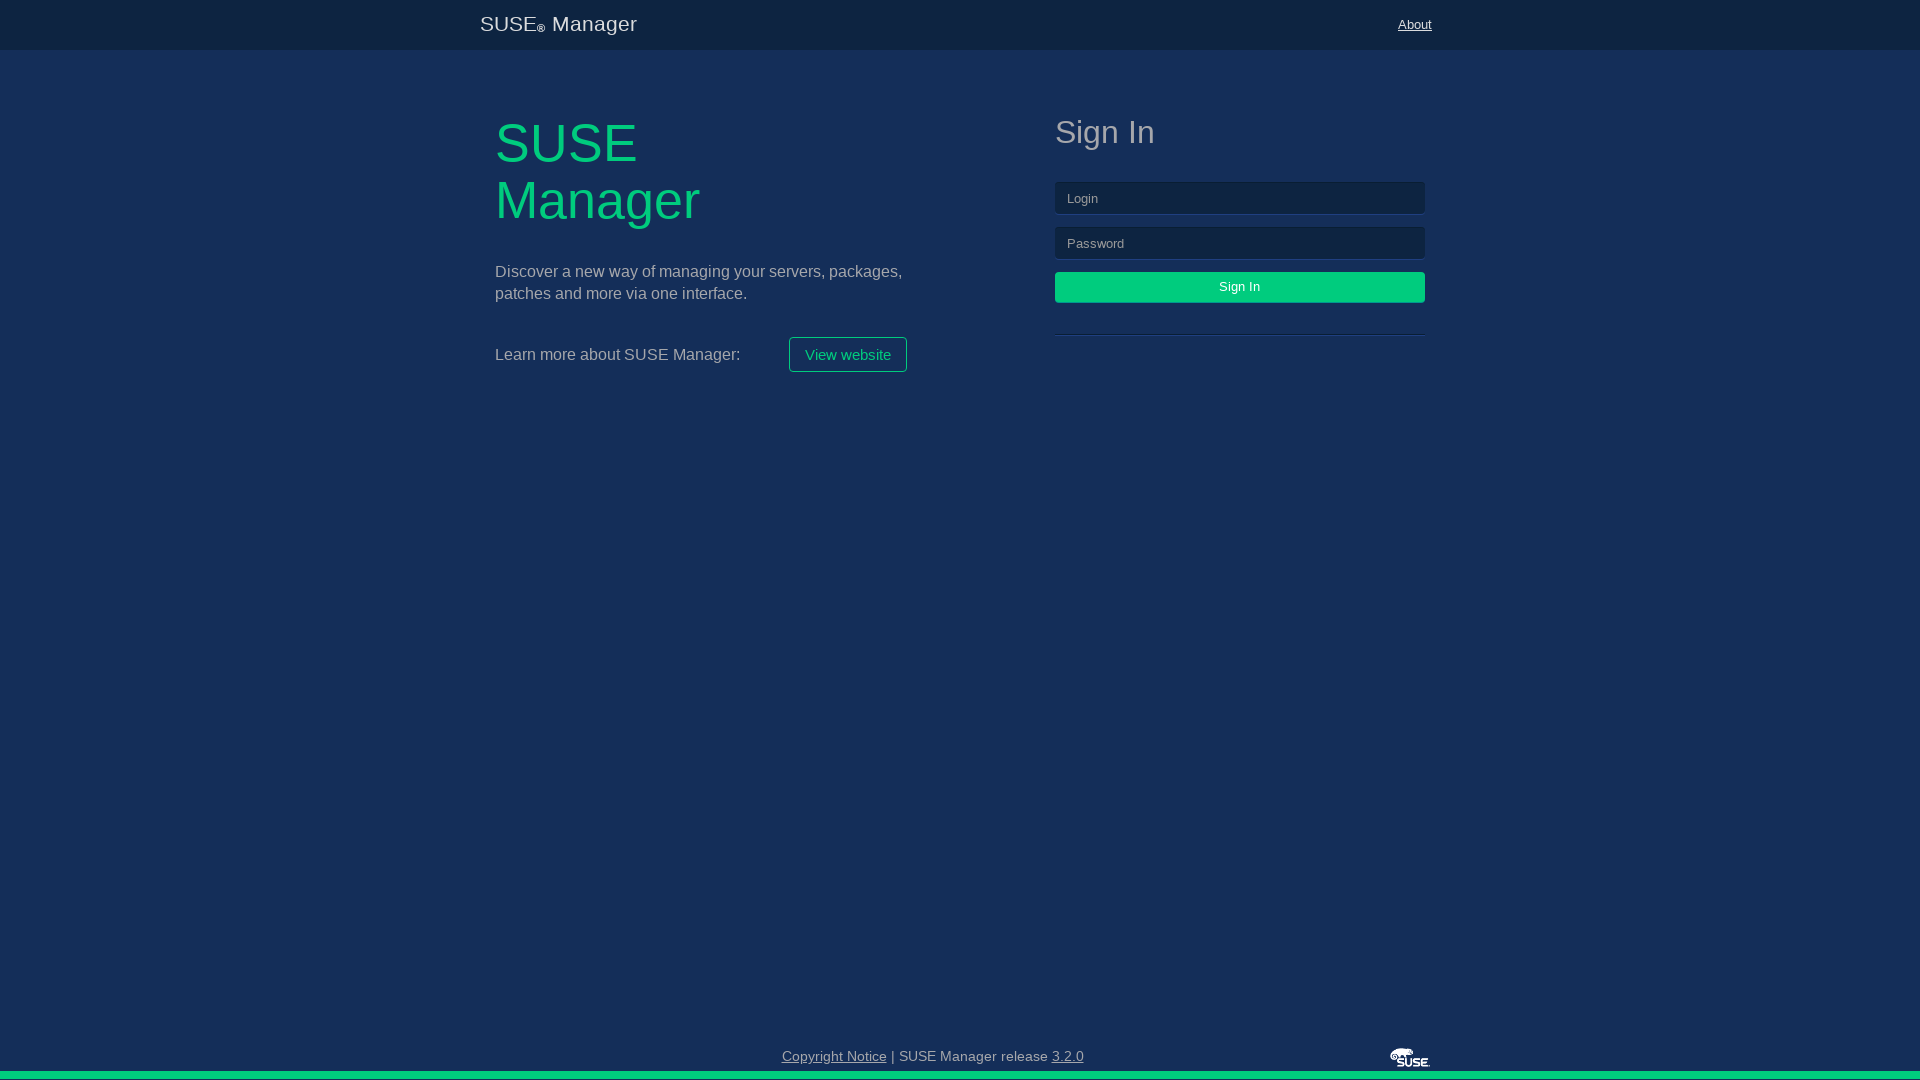 SUSE® Manager
About
SUSE
Manager
Discover a new way of managing your servers, packages,
patches and more via one interface.
Learn more about SUSE Manager:
View website
Sign In
Login
Password
Sign In
Copyright Notice | SUSE Manager release 3.2.0
SUSE